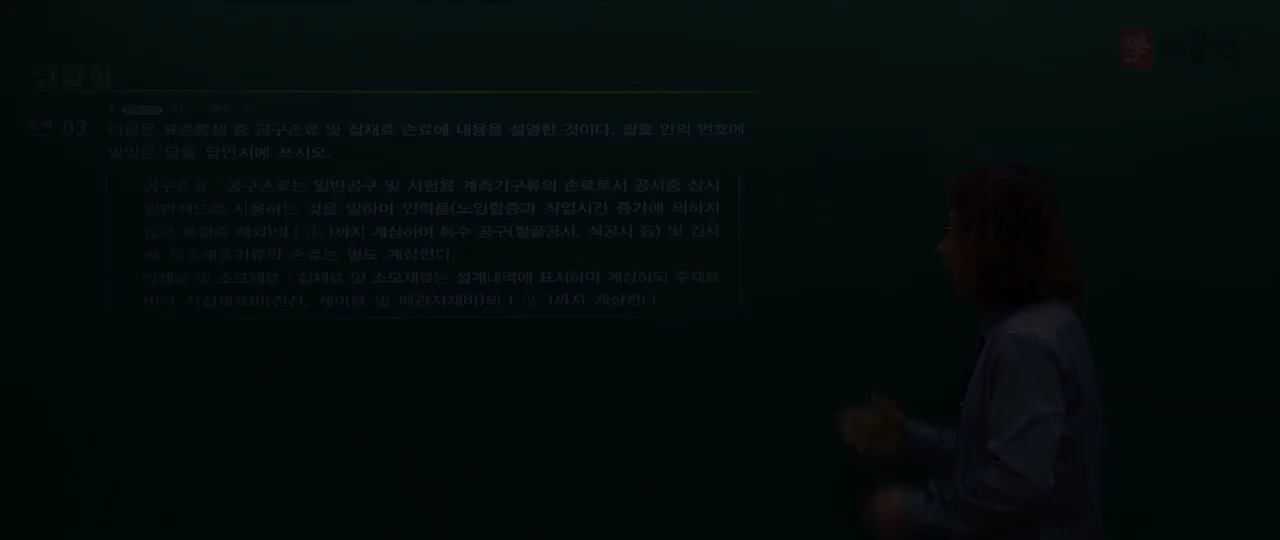 단답형
03 다음은 표준품셈 중 공구손료 및 잡재료 손료에 내용을 설명한 것이다. 괄호 안의 번호에
알맞은 답을 답안지에 쓰시오.
공구손료 : 공구손료는 일반공구 및 시험용 계측기구류의 손료로서 공사중 상시
일반적으로 사용하는 것을 말하며 인력품(노임할증과 작업시간 증가에 의하지
않은 품할증 제외)의 ( ① )까지 계상하며 특수 공구(철골공사, 석공사 등) 및 검사
용 특수계측기류의 손료는 별도 계상한다.
잡재료 및 소모재료 : 잡재료 및 소모재료는 설계내역에 표시하여 계상하되 주재료
비와 직접재료비(전선, 케이블 및 배관자재비)의 ( ② )까지 계상한다